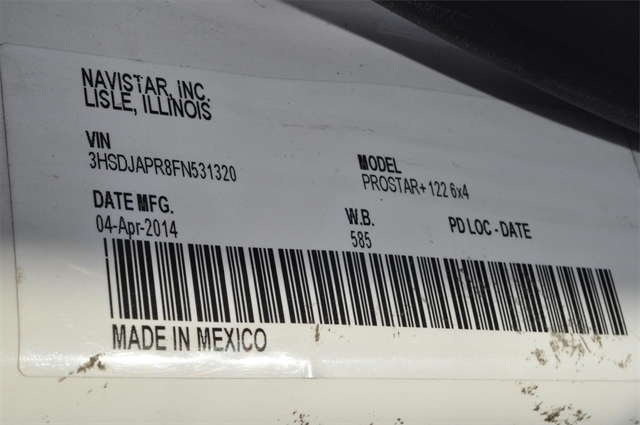 NAVISTAR, INC.
LISLE, ILLINOIS
VIN
3HSDJAPR8FN531320
MODEL
PROSTAR+ 122 6x4
DATE MFG.
04-Apr-2014
W.B.
585
PD LOC - DATE
MADE IN MEXICO